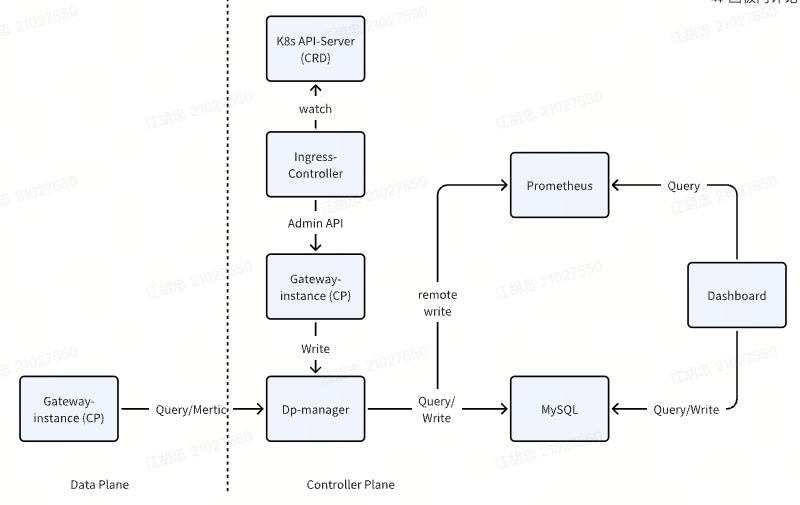 K8s API-Server
(CRD)
watch
Ingress-
Controller
Prometheus
Query
Admin API
Gateway-
instance (CP)
remote
write
Dashboard
Write
Gateway-
instance (CP)
Query/Mertic
Dp-manager
Query/
Write
MySQL
Query/Write
Data Plane
Controller Plane
江胡忠 21027550